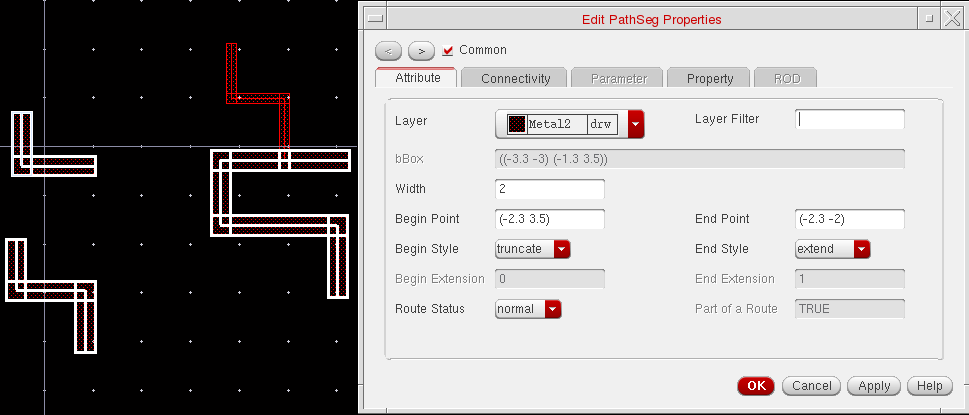 Edit PathSeg Properties
< > Common
Attribute Connectivity Parameter Property ROD
Layer Metal2 drw Layer Filter
bBox ((-3.3 -3) (-1.3 3.5))
Width 2
Begin Point (-2.3 3.5) End Point (-2.3 -2)
Begin Style truncate End Style extend
Begin Extension 0 End Extension 1
Route Status normal Part of a Route TRUE
OK Cancel Apply Help